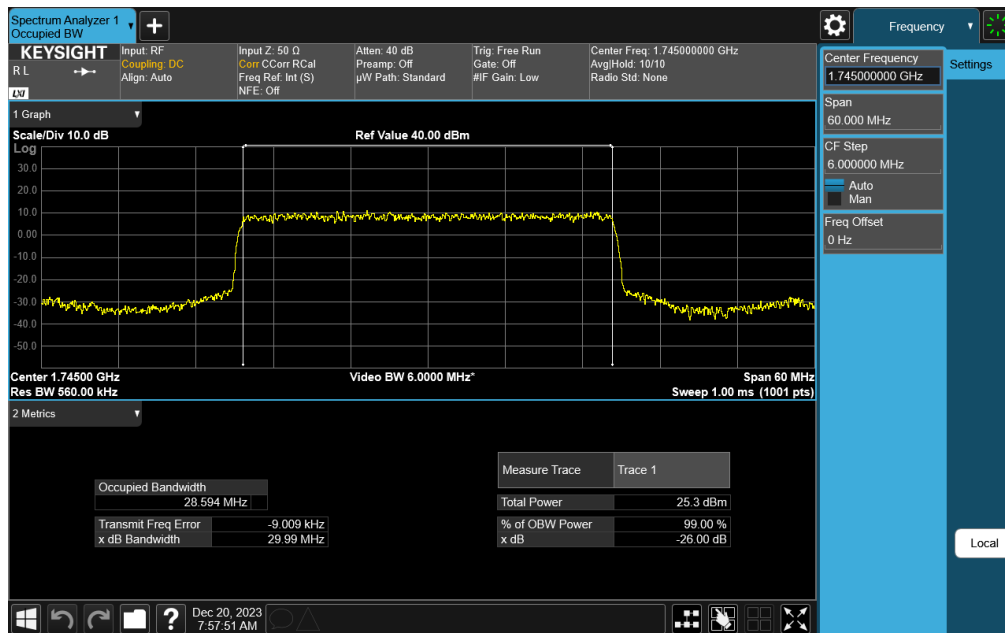 Spectrum Analyzer 1
Occupied BW
Frequency
KEYSIGHT
R L
LXI
Input: RF
Coupling: DC
Align: Auto
Input Z: 50 Ω
Corr CCorr RCal
Freq Ref: Int (S)
NFE: Off
Atten: 40 dB
Preamp: Off
µW Path: Standard
Trig: Free Run
Gate: Off
#IF Gain: Low
Center Freq: 1.745000000 GHz
Avg|Hold: 10/10
Radio Std: None
Center Frequency
1.745000000 GHz
Settings
Span
60.000 MHz
CF Step
6.000000 MHz
Auto
Man
Freq Offset
0 Hz
1 Graph
Scale/Div 10.0 dB
Ref Value 40.00 dBm
Log
30.0
20.0
10.0
0.00
-10.0
-20.0
-30.0
-40.0
-50.0
Center 1.74500 GHz
Video BW 6.0000 MHz*
Span 60 MHz
Res BW 560.00 kHz
Sweep 1.00 ms (1001 pts)
2 Metrics
Occupied Bandwidth
28.594 MHz
Transmit Freq Error -9.009 kHz
x dB Bandwidth 29.99 MHz
Measure Trace Trace 1
Total Power 25.3 dBm
% of OBW Power 99.00 %
x dB -26.00 dB
Local
?
Dec 20, 2023
7:57:51 AM